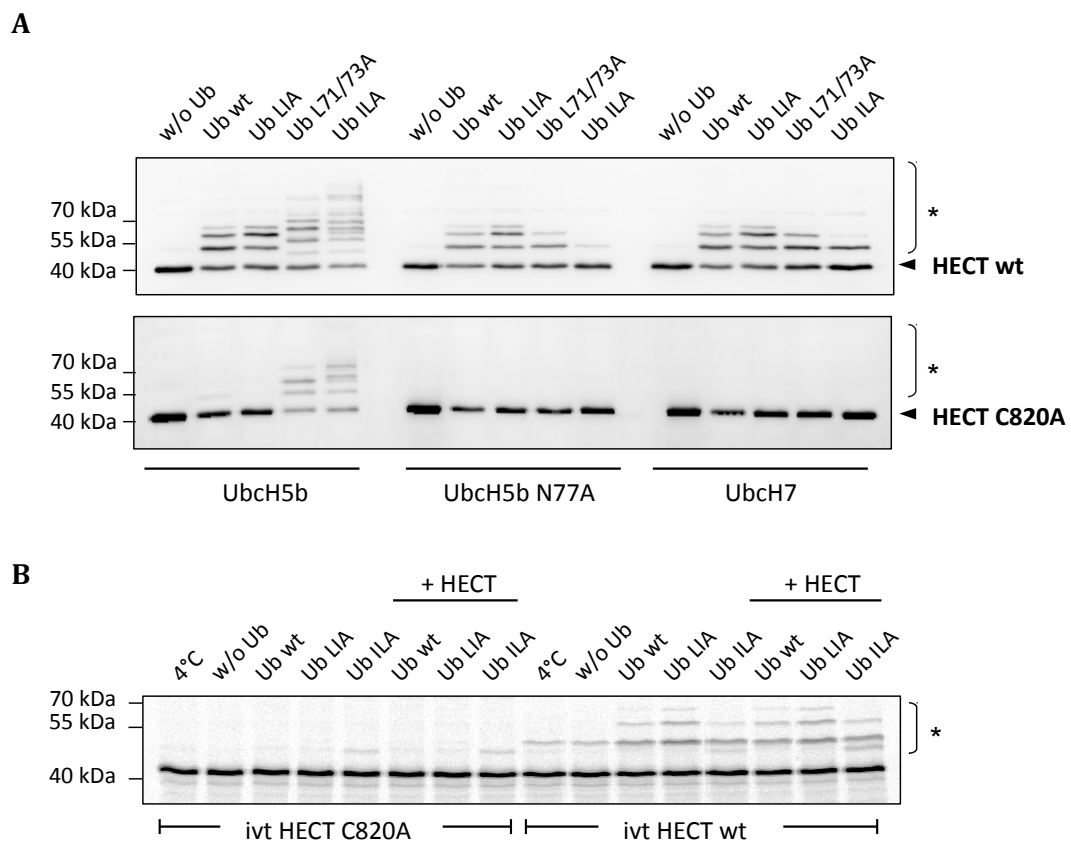 A
w/o Ub Ub wt Ub LIA Ub L71/73A Ub ILA w/o Ub Ub wt Ub LIA Ub L71/73A Ub ILA w/o Ub Ub wt Ub LIA Ub L71/73A Ub ILA
70 kDa
55 kDa
40 kDa
*
HECT wt
70 kDa
55 kDa
40 kDa
*
HECT C820A
UbcH5b UbcH5b N77A UbcH7
B
+ HECT + HECT
4°C w/o Ub Ub wt Ub LIA Ub ILA Ub wt Ub LIA Ub ILA 4°C w/o Ub Ub wt Ub LIA Ub ILA Ub wt Ub LIA Ub ILA
70 kDa
55 kDa
40 kDa
*
ivt HECT C820A ivt HECT wt